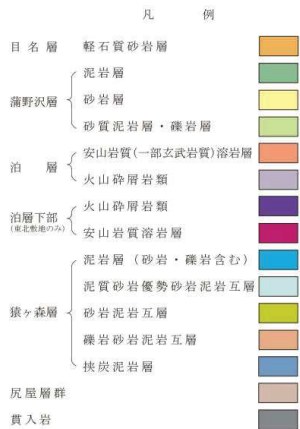 凡 例
目名層 軽石質砂岩層
蒲野沢層 泥岩層
砂岩層
砂質泥岩層・礫岩層
泊層 安山岩質(一部玄武岩質)溶岩層
火山砕屑岩類
泊層下部 火山砕屑岩類
(東北敷地のみ) 安山岩質溶岩層
猿ヶ森層 泥岩層(砂岩・礫岩含む)
泥質砂岩優勢砂岩泥岩互層
砂岩泥岩互層
礫岩砂岩泥岩互層
挟炭泥岩層
尻屋層群
貫入岩